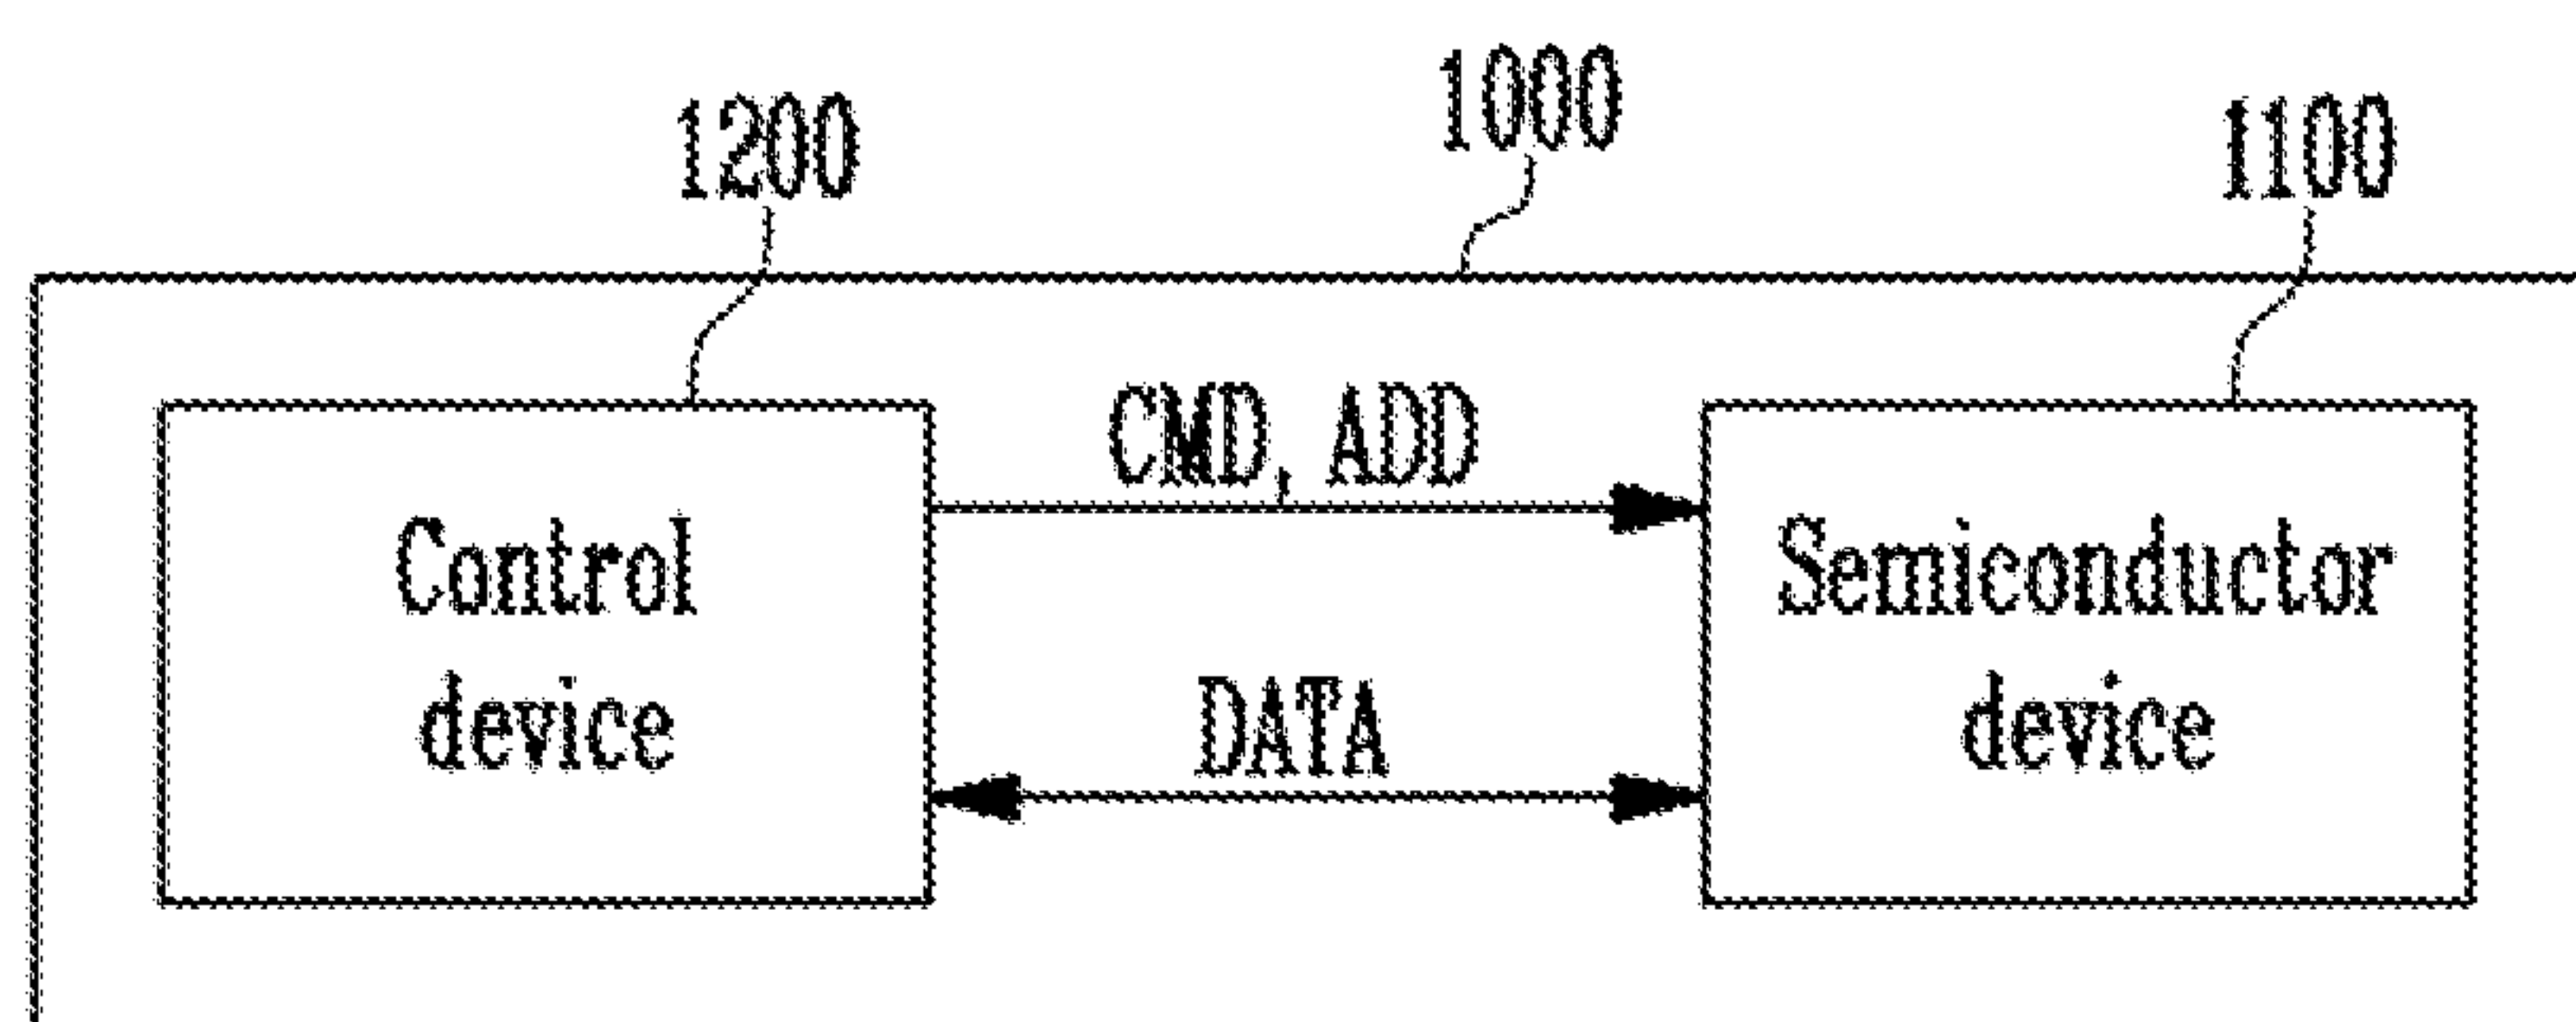 1000
1200
1100
CMD, ADD
Control
device
Semiconductor
device
DATA